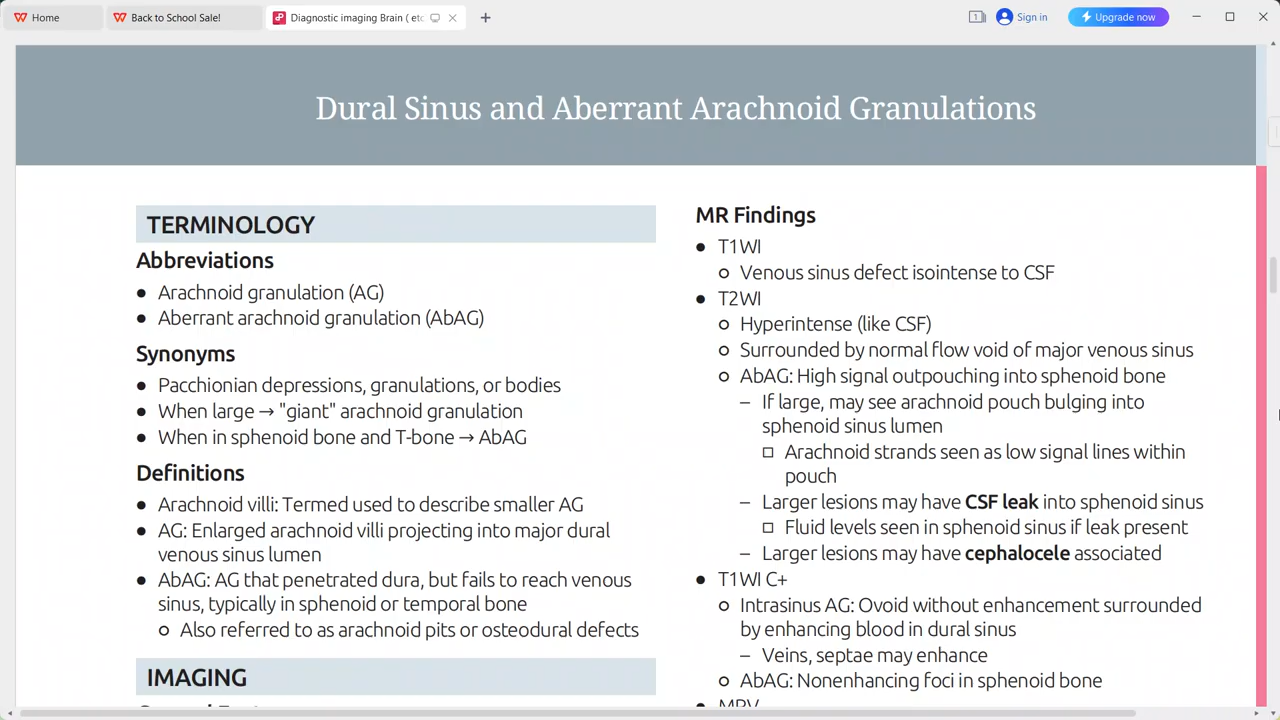 Home
Back to School Sale!
Diagnostic imaging Brain ( etc
1
Sign in
Upgrade now
Dural Sinus and Aberrant Arachnoid Granulations
TERMINOLOGY
Abbreviations
● Arachnoid granulation (AG)
● Aberrant arachnoid granulation (AbAG)
Synonyms
● Pacchionian depressions, granulations, or bodies
● When large → "giant" arachnoid granulation
● When in sphenoid bone and T-bone → AbAG
Definitions
● Arachnoid villi: Termed used to describe smaller AG
● AG: Enlarged arachnoid villi projecting into major dural
venous sinus lumen
● AbAG: AG that penetrated dura, but fails to reach venous
sinus, typically in sphenoid or temporal bone
○ Also referred to as arachnoid pits or osteodural defects
IMAGING
MR Findings
● T1WI
○ Venous sinus defect isointense to CSF
● T2WI
○ Hyperintense (like CSF)
○ Surrounded by normal flow void of major venous sinus
○ AbAG: High signal outpouching into sphenoid bone
– If large, may see arachnoid pouch bulging into
sphenoid sinus lumen
□ Arachnoid strands seen as low signal lines within
pouch
– Larger lesions may have CSF leak into sphenoid sinus
□ Fluid levels seen in sphenoid sinus if leak present
– Larger lesions may have cephalocele associated
● T1WI C+
○ Intrasinus AG: Ovoid without enhancement surrounded
by enhancing blood in dural sinus
– Veins, septae may enhance
○ AbAG: Nonenhancing foci in sphenoid bone
● MRV